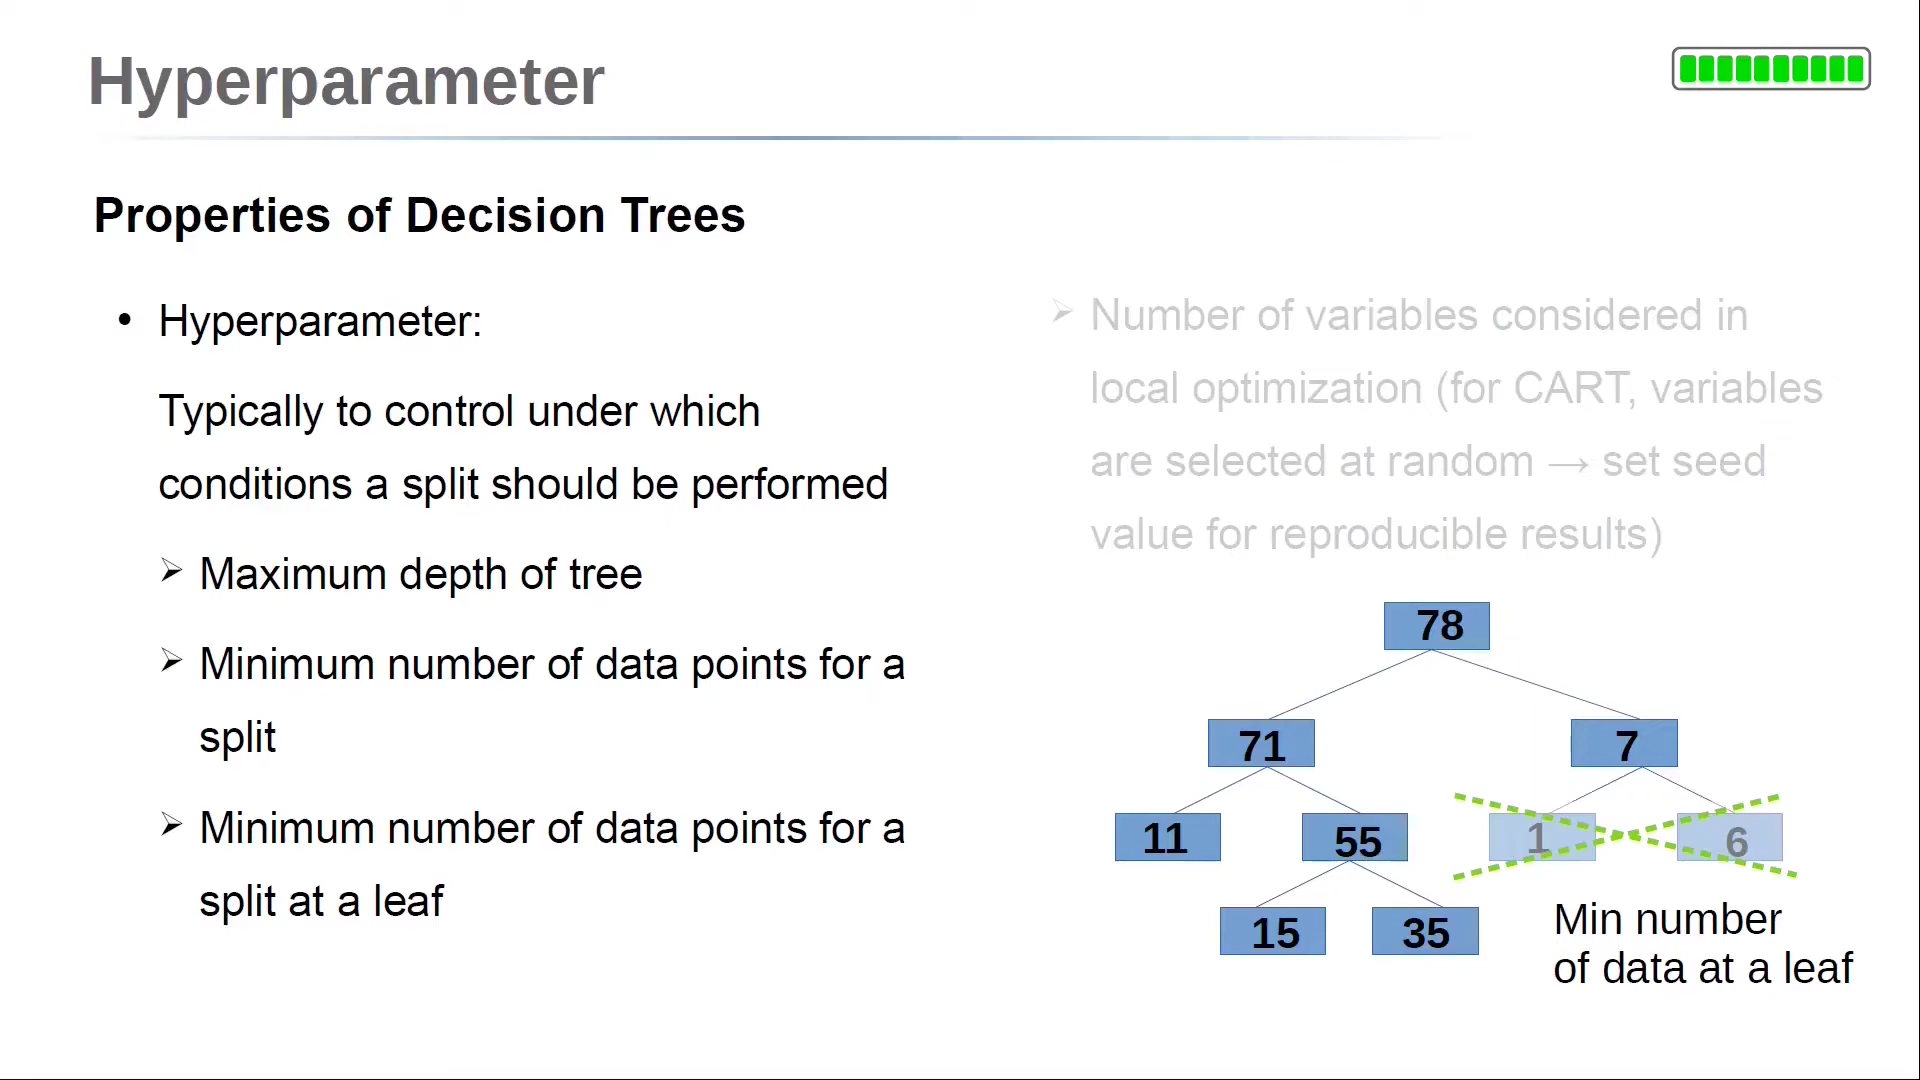 Hyperparameter
Properties of Decision Trees
• Hyperparameter:
Typically to control under which
conditions a split should be performed
➢ Maximum depth of tree
➢ Minimum number of data points for a
split
➢ Minimum number of data points for a
split at a leaf
➢ Number of variables considered in
local optimization (for CART, variables
are selected at random → set seed
value for reproducible results)
78
71 7
11 55 1 6
15 35
Min number
of data at a leaf